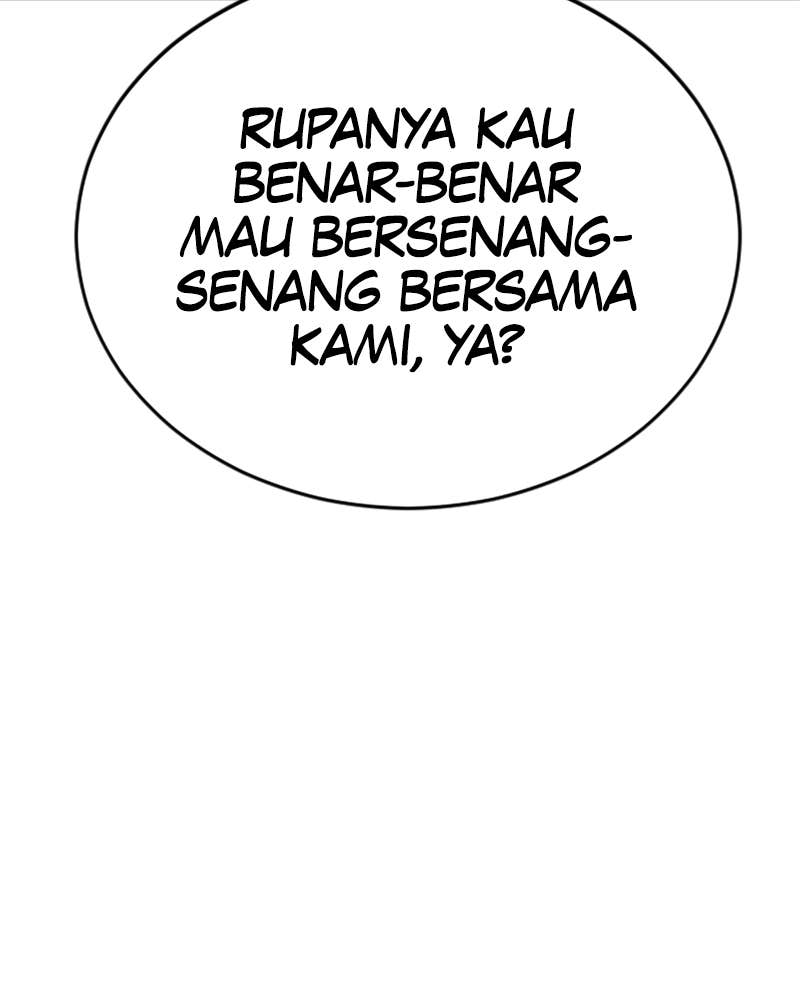 RUPANYA KAU
BENAR-BENAR
MAU BERSENANG-
SENANG BERSAMA
KAMI, YA?